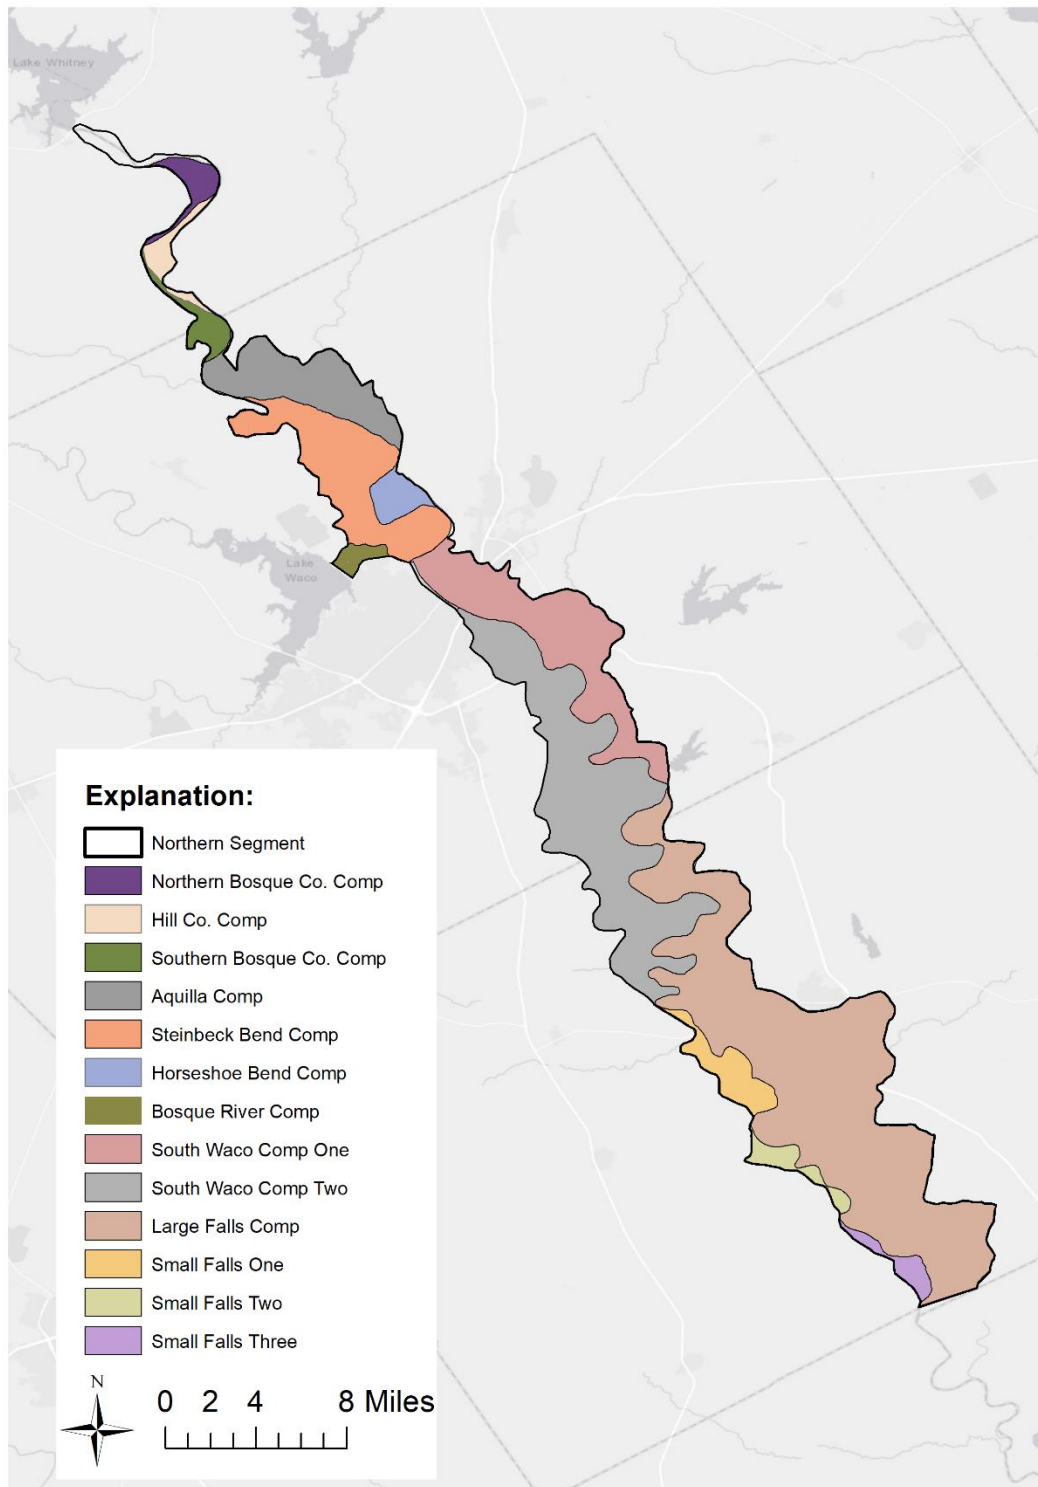 Lake Whitney
Lake
Waco
Explanation:
Northern Segment
Northern Bosque Co. Comp
Hill Co. Comp
Southern Bosque Co. Comp
Aquilla Comp
Steinbeck Bend Comp
Horseshoe Bend Comp
Bosque River Comp
South Waco Comp One
South Waco Comp Two
Large Falls Comp
Small Falls One
Small Falls Two
Small Falls Three
N
0 2 4 8 Miles